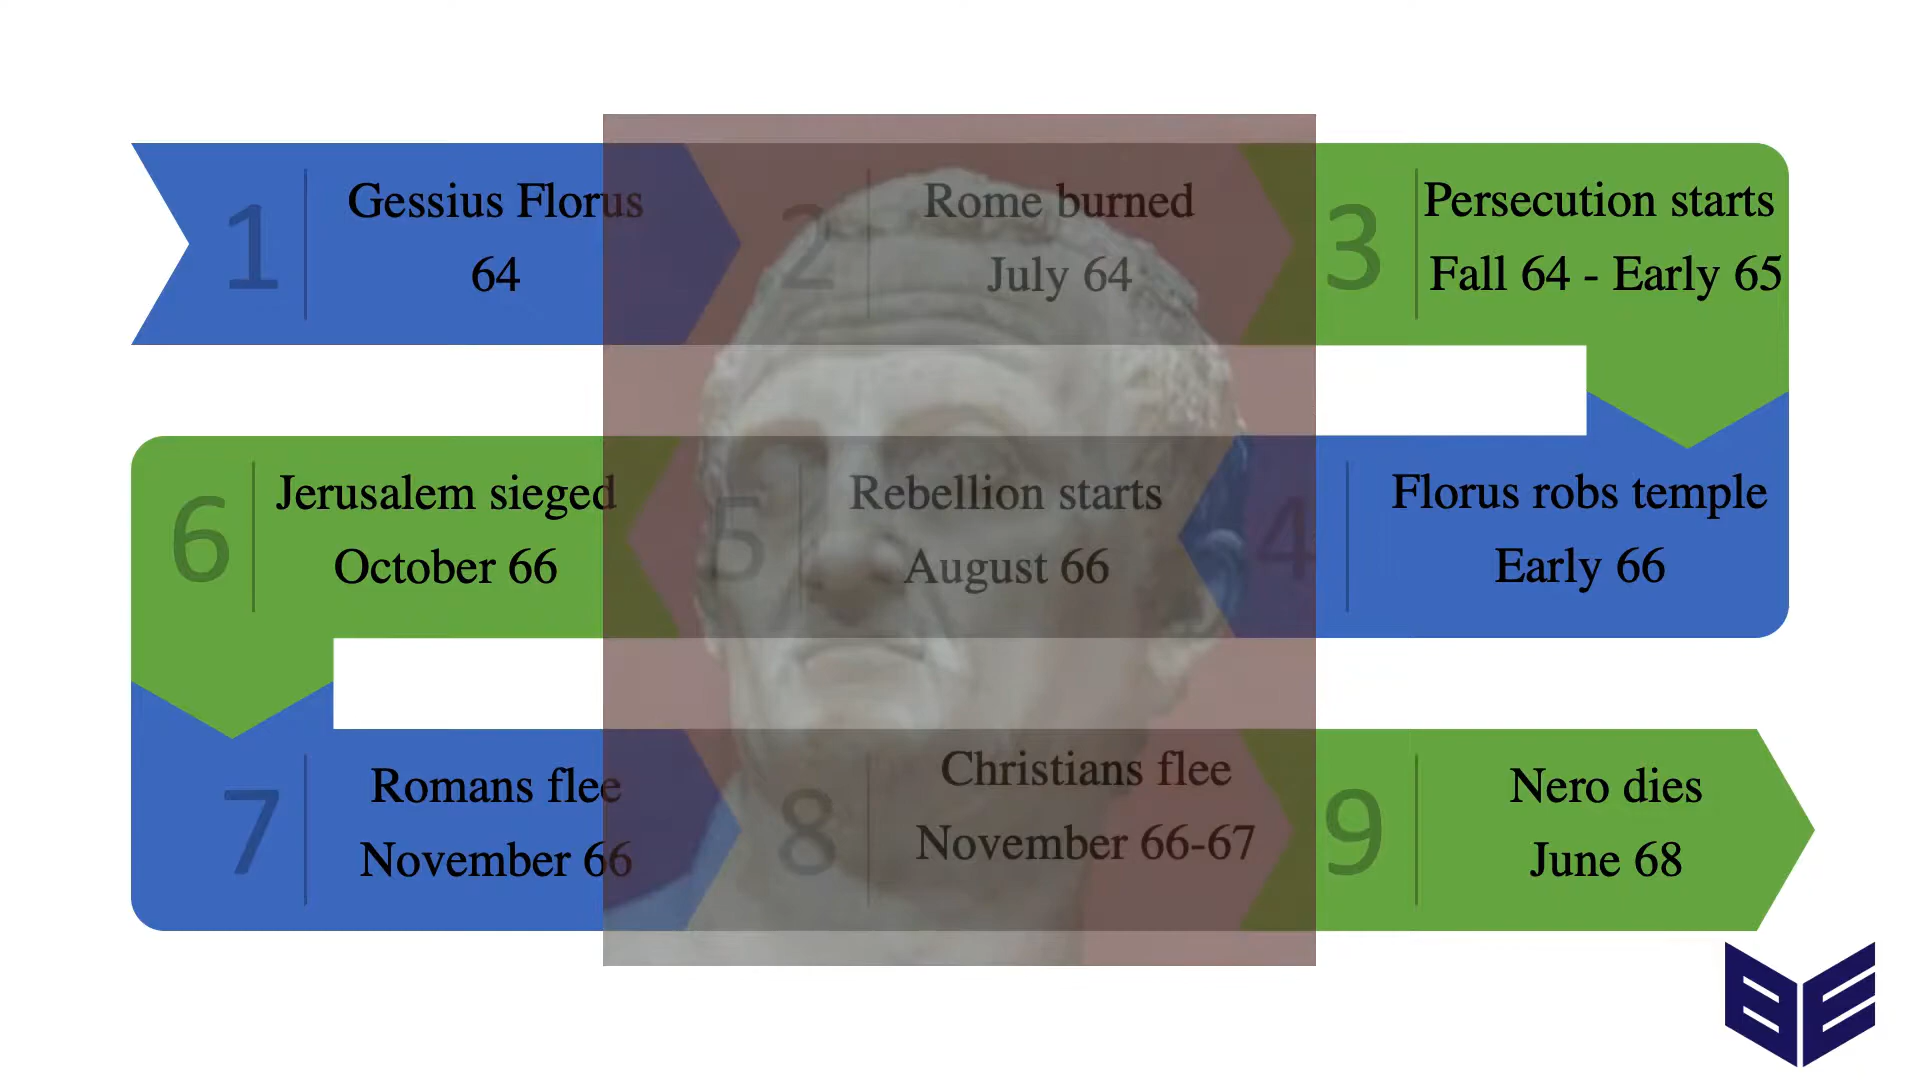 1
Gessius Florus
64
2
Rome burned
July 64
3
Persecution starts
Fall 64 - Early 65
4
Florus robs temple
Early 66
5
Rebellion starts
August 66
6
Jerusalem sieged
October 66
7
Romans flee
November 66
8
Christians flee
November 66-67
9
Nero dies
June 68
BE